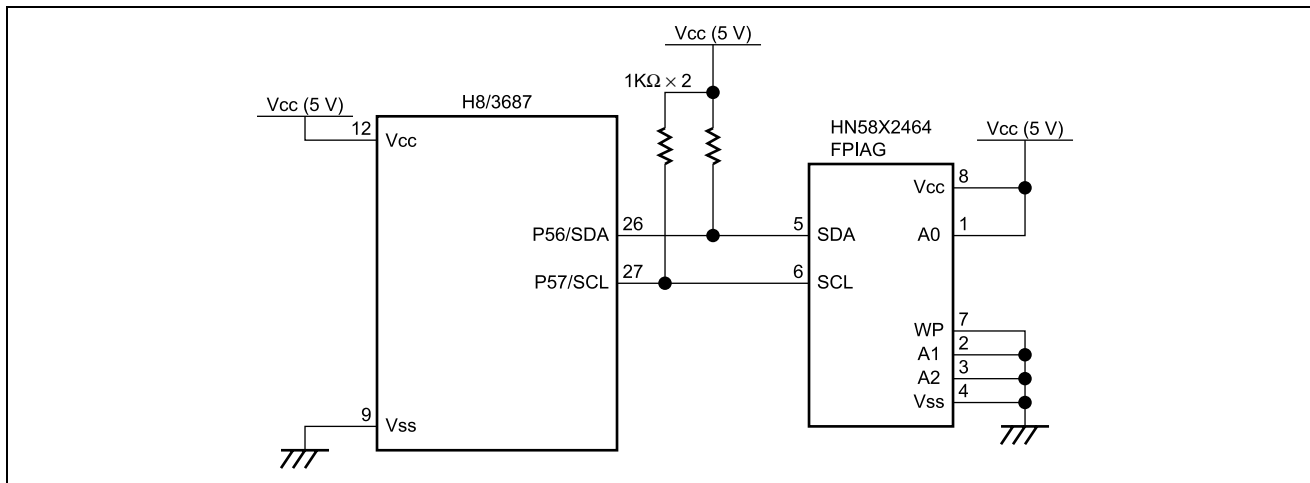 Vcc (5 V)
1KΩ × 2
Vcc (5 V)
H8/3687
12
Vcc
HN58X2464
FPIAG
Vcc (5 V)
Vcc
8
P56/SDA
26
5
SDA
A0
1
P57/SCL
27
6
SCL
WP
7
A1
2
A2
3
Vss
4
9
Vss